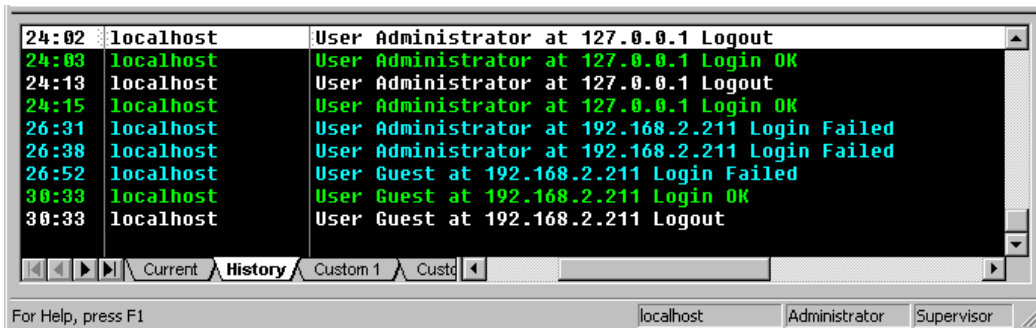 24:02 localhost User Administrator at 127.0.0.1 Logout
24:03 localhost User Administrator at 127.0.0.1 Login OK
24:13 localhost User Administrator at 127.0.0.1 Logout
24:15 localhost User Administrator at 127.0.0.1 Login OK
26:31 localhost User Administrator at 192.168.2.211 Login Failed
26:38 localhost User Administrator at 192.168.2.211 Login Failed
26:52 localhost User Guest at 192.168.2.211 Login Failed
30:33 localhost User Guest at 192.168.2.211 Login OK
30:33 localhost User Guest at 192.168.2.211 Logout
Current History Custom 1 Custo
For Help, press F1 localhost Administrator Supervisor